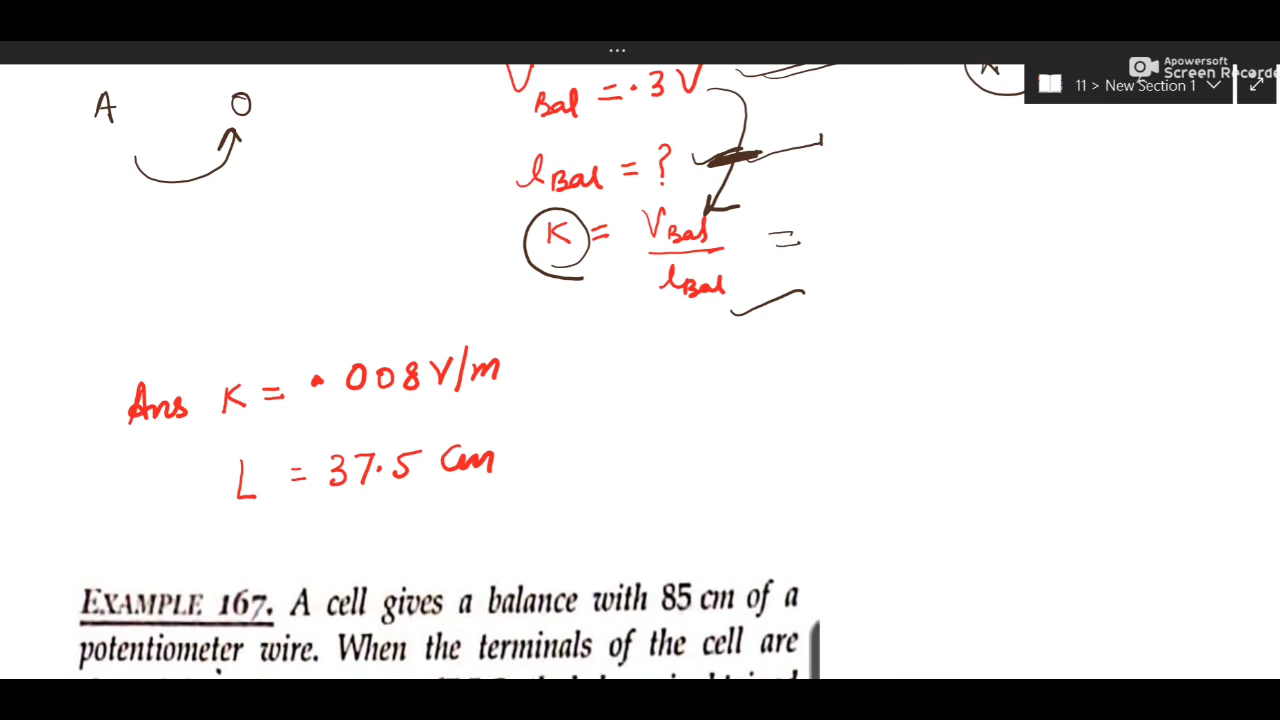 Apowersoft
Screen Recorde
11 > New Section 1
A O
V Bal = .3 V
l Bal = ?
K = V Bal / l Bal =
Ans K = .008 V/m
L = 37.5 cm
EXAMPLE 167. A cell gives a balance with 85 cm of a
potentiometer wire. When the terminals of the cell are